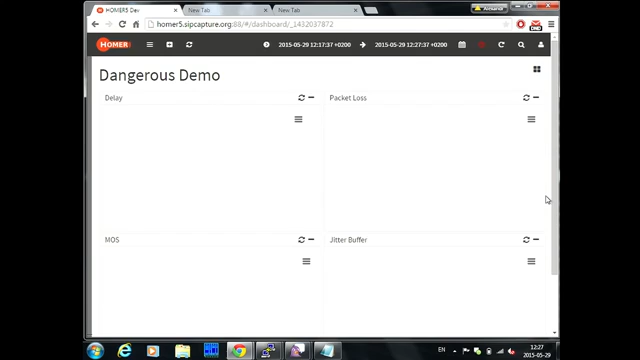 HOMER5 Dev
New Tab
New Tab
homer5.sipcapture.org:88/#/dashboard/_1432037872
HOMER
2015-05-29 12:17:37 +0200
2015-05-29 12:27:37 +0200
Dangerous Demo
Delay
Packet Loss
MOS
Jitter Buffer
EN
12:27
2015-05-29